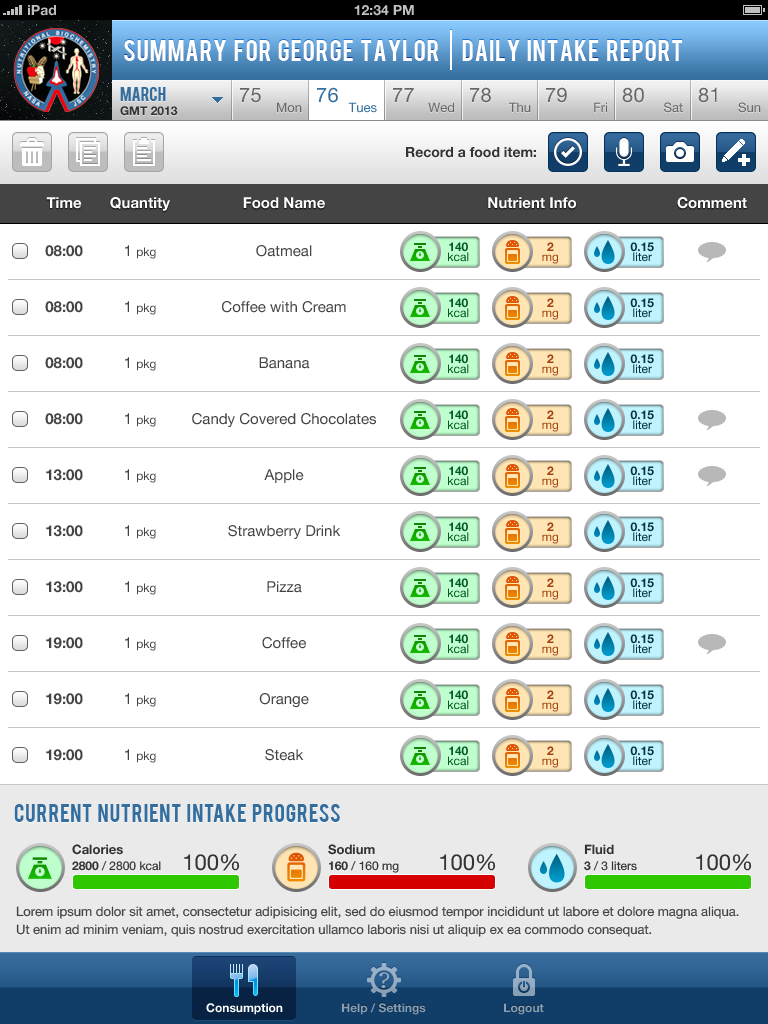 iPad
12:34 PM
NUTRITIONAL BIOCHEMISTRY
NASA JSC
SUMMARY FOR GEORGE TAYLOR | DAILY INTAKE REPORT
MARCH
GMT 2013
75 Mon
76 Tues
77 Wed
78 Thu
79 Fri
80 Sat
81 Sun
Record a food item:
Time Quantity Food Name Nutrient Info Comment
08:00 1 pkg Oatmeal 140 kcal 2 mg 0.15 liter
08:00 1 pkg Coffee with Cream 140 kcal 2 mg 0.15 liter
08:00 1 pkg Banana 140 kcal 2 mg 0.15 liter
08:00 1 pkg Candy Covered Chocolates 140 kcal 2 mg 0.15 liter
13:00 1 pkg Apple 140 kcal 2 mg 0.15 liter
13:00 1 pkg Strawberry Drink 140 kcal 2 mg 0.15 liter
13:00 1 pkg Pizza 140 kcal 2 mg 0.15 liter
19:00 1 pkg Coffee 140 kcal 2 mg 0.15 liter
19:00 1 pkg Orange 140 kcal 2 mg 0.15 liter
19:00 1 pkg Steak 140 kcal 2 mg 0.15 liter
CURRENT NUTRIENT INTAKE PROGRESS
Calories
2800 / 2800 kcal 100%
Sodium
160 / 160 mg 100%
Fluid
3 / 3 liters 100%
Lorem ipsum dolor sit amet, consectetur adipisicing elit, sed do eiusmod tempor incididunt ut labore et dolore magna aliqua.
Ut enim ad minim veniam, quis nostrud exercitation ullamco laboris nisi ut aliquip ex ea commodo consequat.
Consumption
Help / Settings
Logout